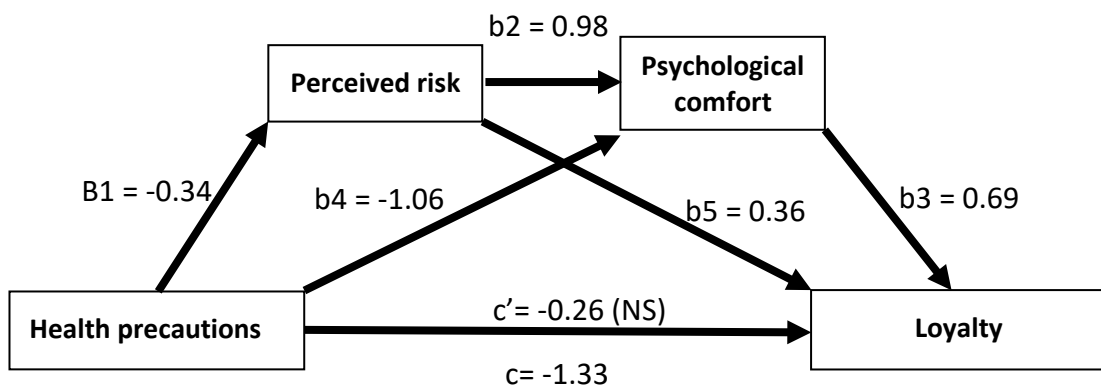 b2 = 0.98
Perceived risk
Psychological
comfort
B1 = -0.34
b4 = -1.06
b5 = 0.36
b3 = 0.69
Health precautions
c’= -0.26 (NS)
Loyalty
c= -1.33